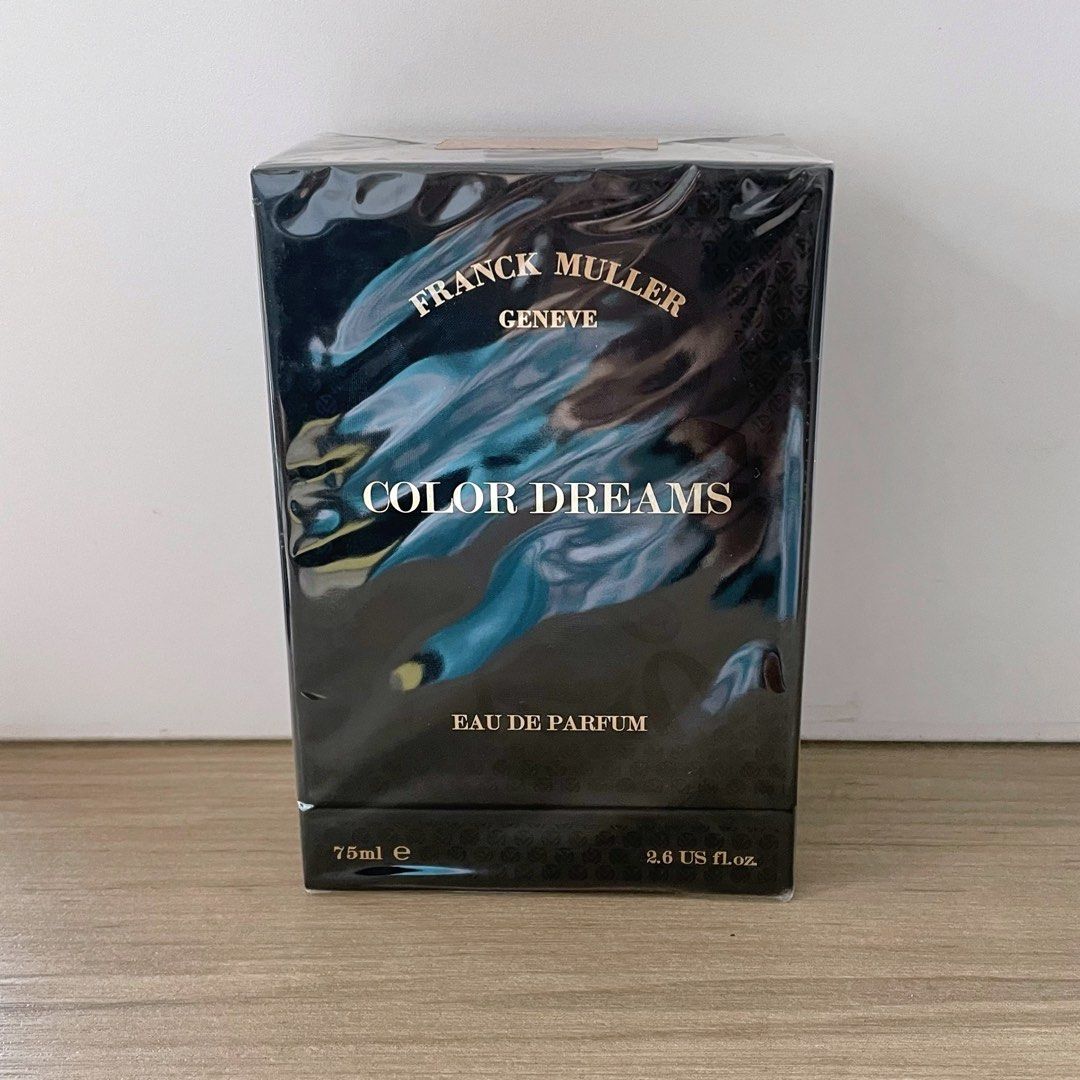 FRANCK MULLER
GENEVE
COLOR DREAMS
EAU DE PARFUM
75ml ℮ 2.6 US fl.oz.